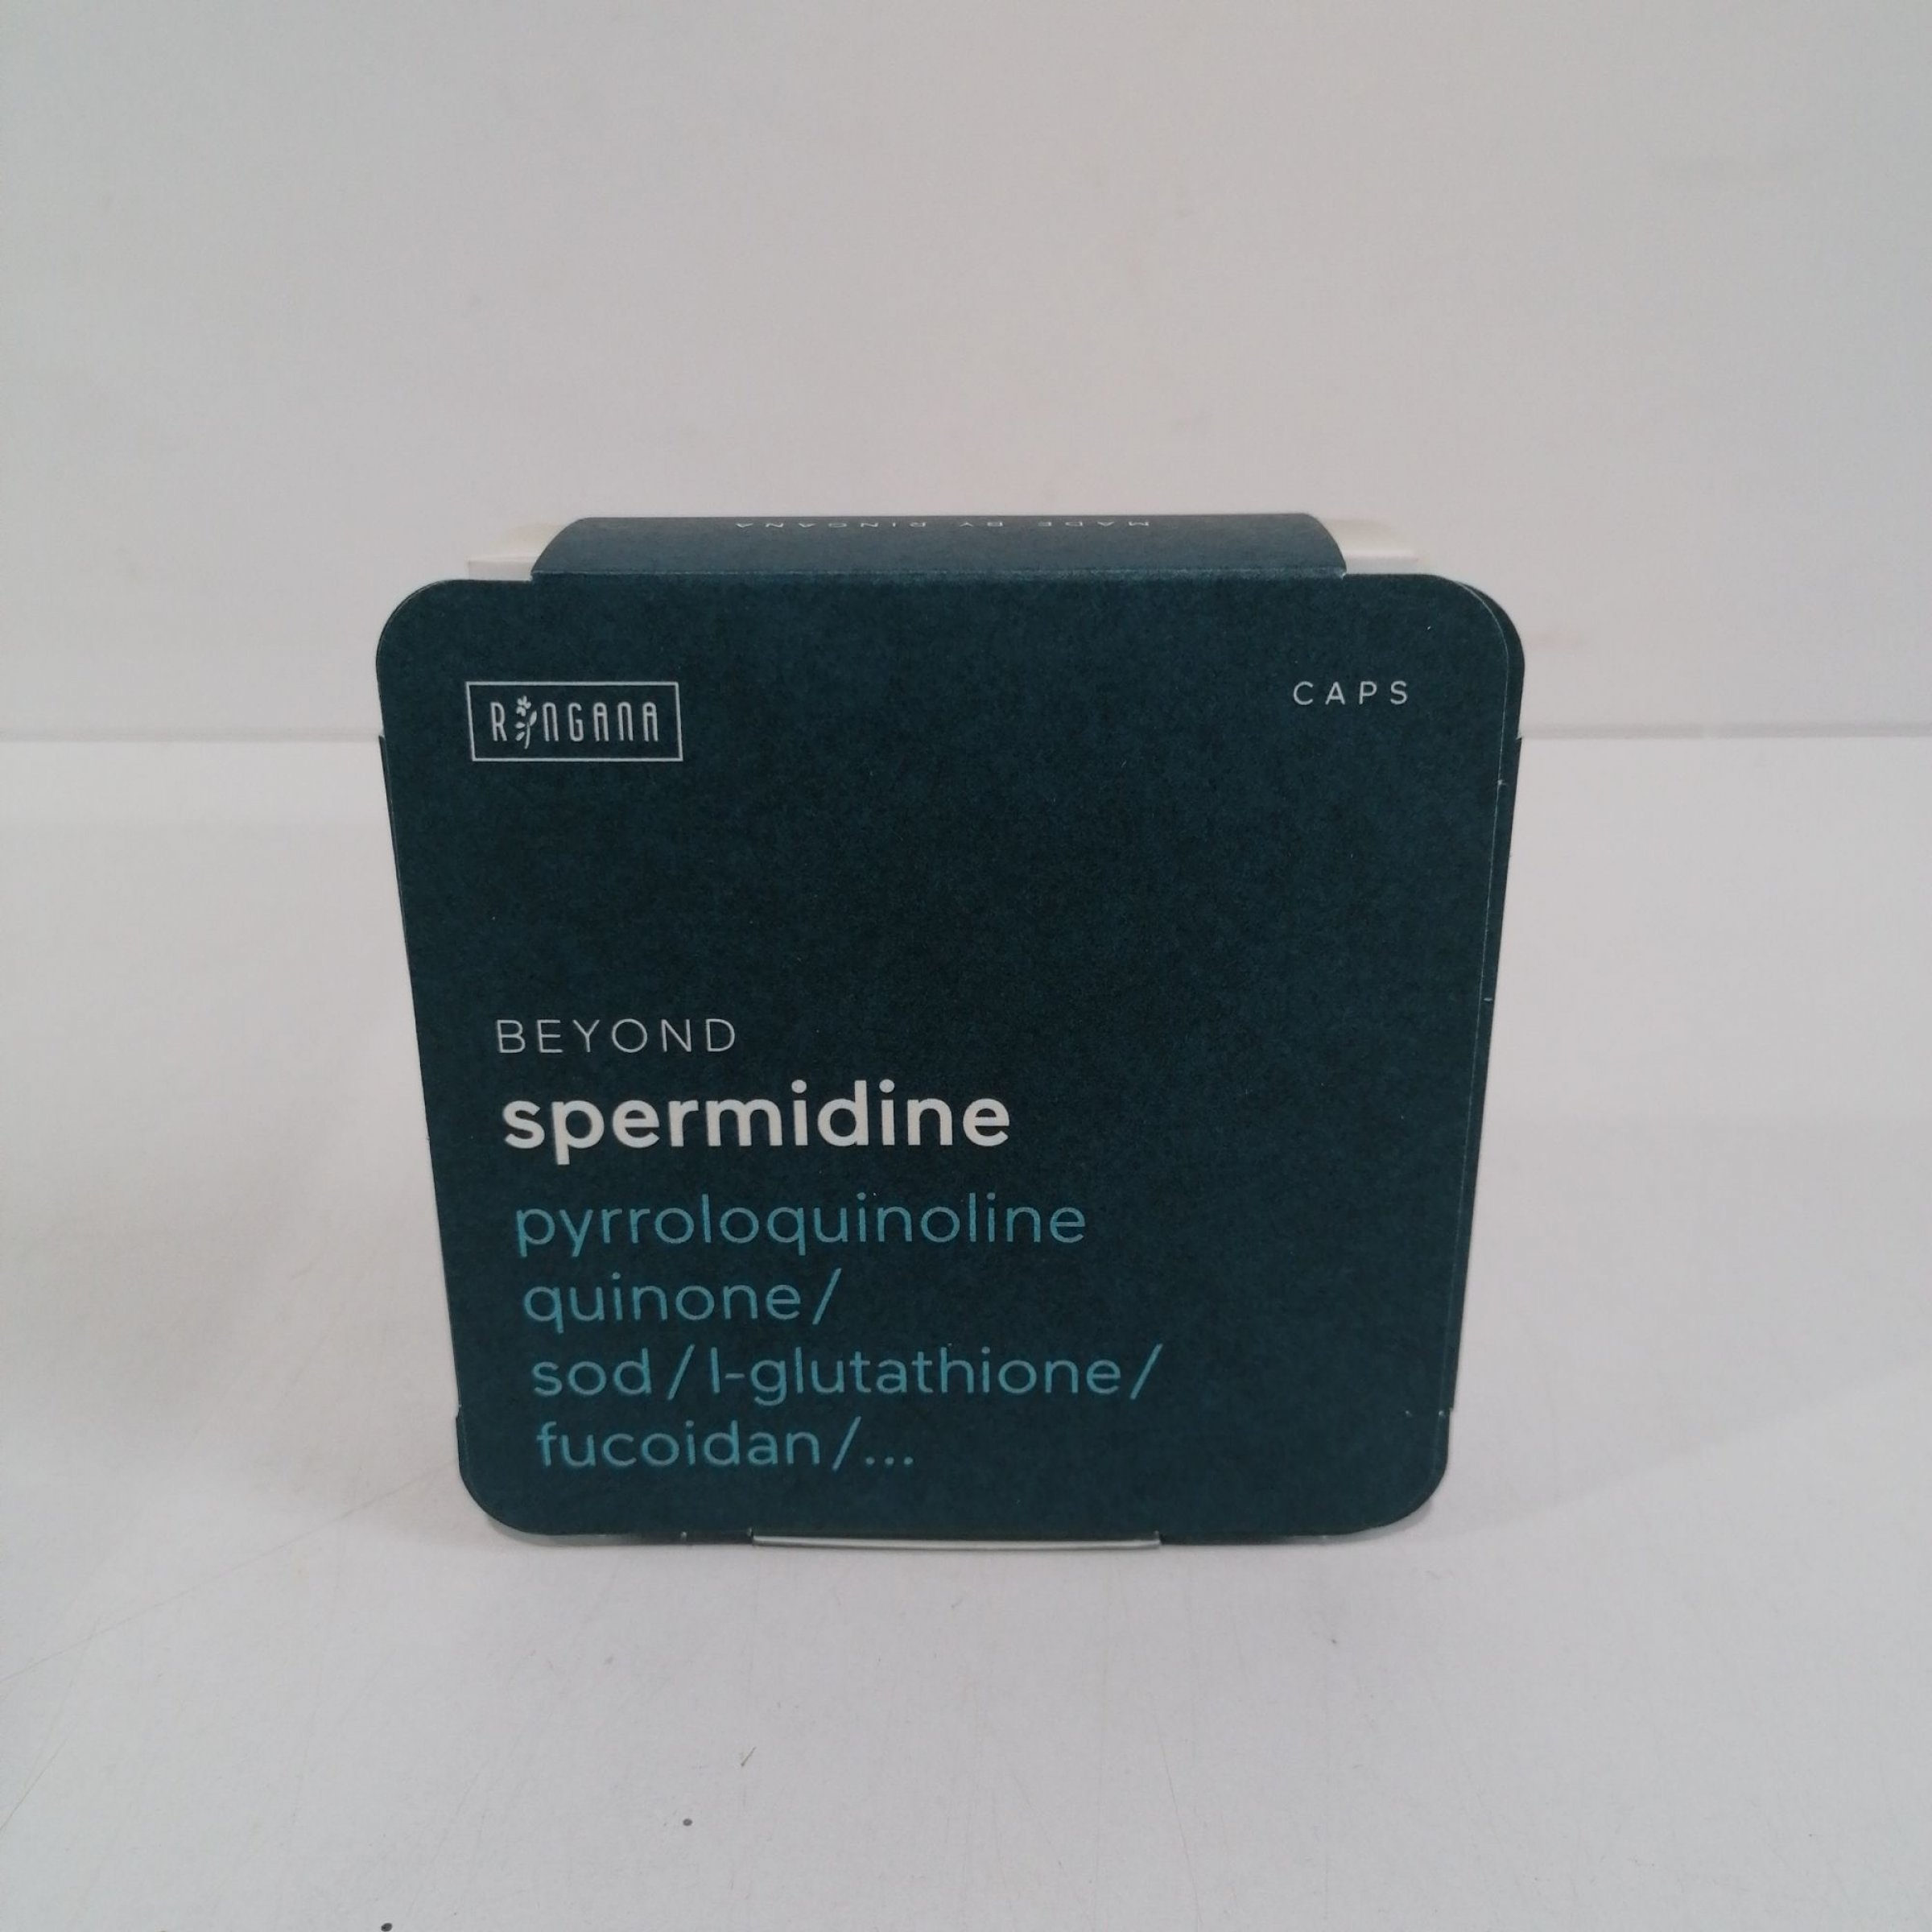 MADE BY RINGANA
RINGANA
CAPS
BEYOND
spermidine
pyrroloquinoline
quinone/
sod/l-glutathione/
fucoidan/...